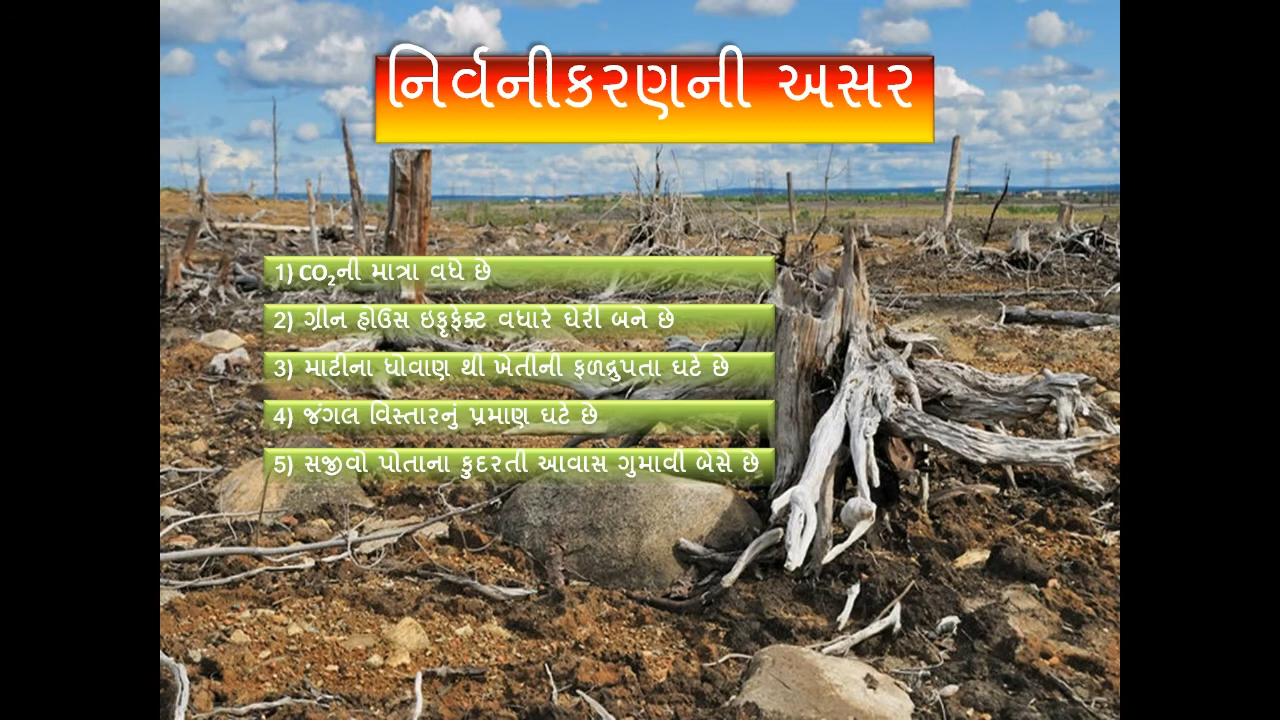 નિર્વનીકરણની અસર
1) CO₂ની માત્રા વધે છે
2) ગ્રીન હોઉસ ઇફૃફેક્ટ વધારે ઘેરી બને છે
3) માટીના ધોવાણ થી ખેતીની ફળદ્રુપતા ઘટે છે
4) જંગલ વિસ્તારનું પ્રમાણ ઘટે છે
5) સજીવો પોતાના કુદરતી આવાસ ગુમાવી બેસે છે